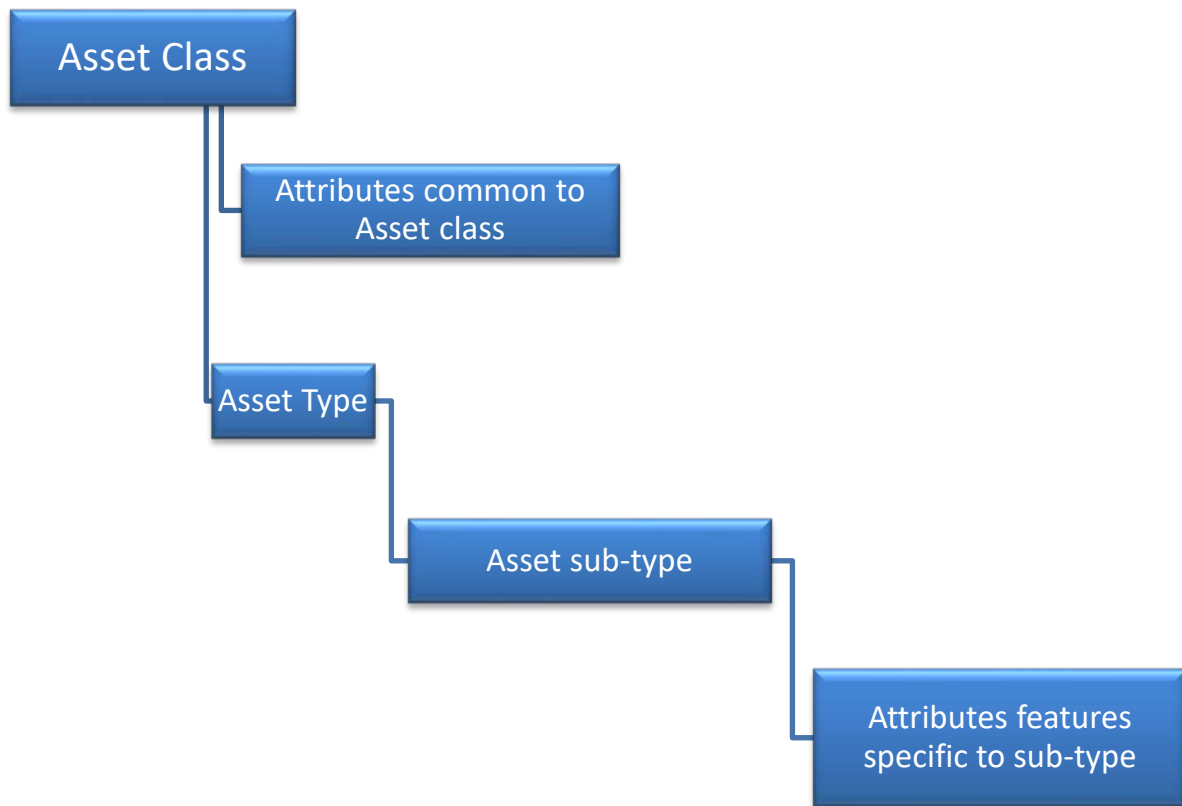 Asset Class
Attributes common to
Asset class
Asset Type
Asset sub-type
Attributes features
specific to sub-type